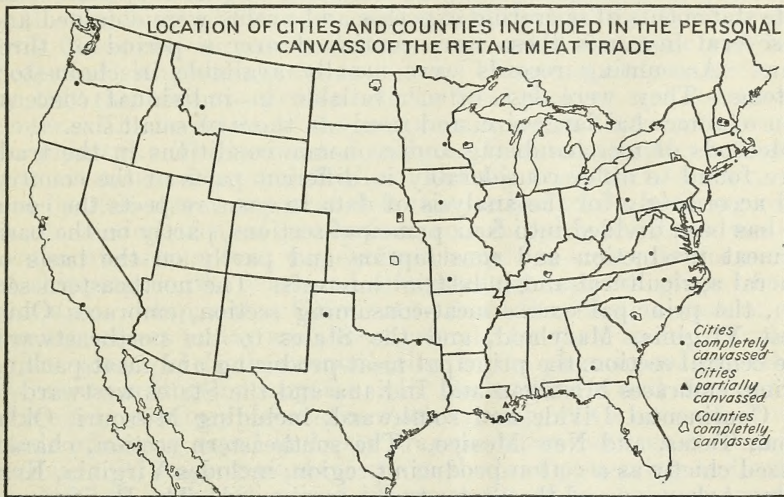 LOCATION OF CITIES AND COUNTIES INCLUDED IN THE PERSONAL
CANVASS OF THE RETAIL MEAT TRADE
Cities
completely
canvassed
Cities
partially
canvassed
Counties
completely
canvassed